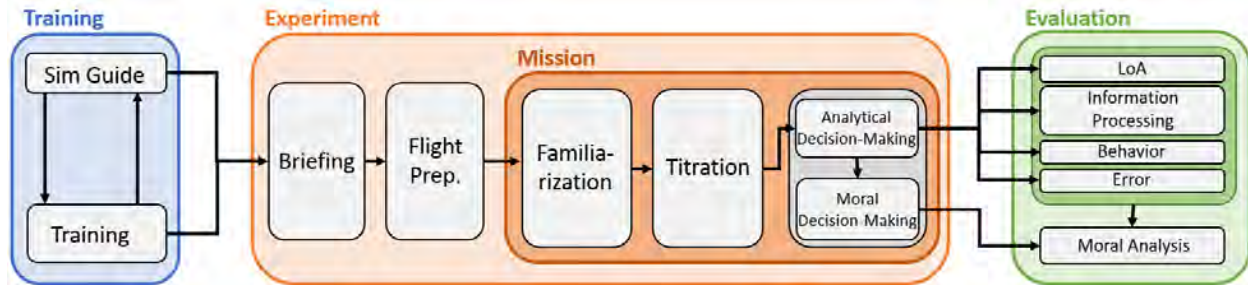 Training
Sim Guide
Training
Experiment
Briefing
Flight
Prep.
Mission
Familia-
rization
Titration
Analytical
Decision-Making
Moral
Decision-Making
Evaluation
LoA
Information
Processing
Behavior
Error
Moral Analysis